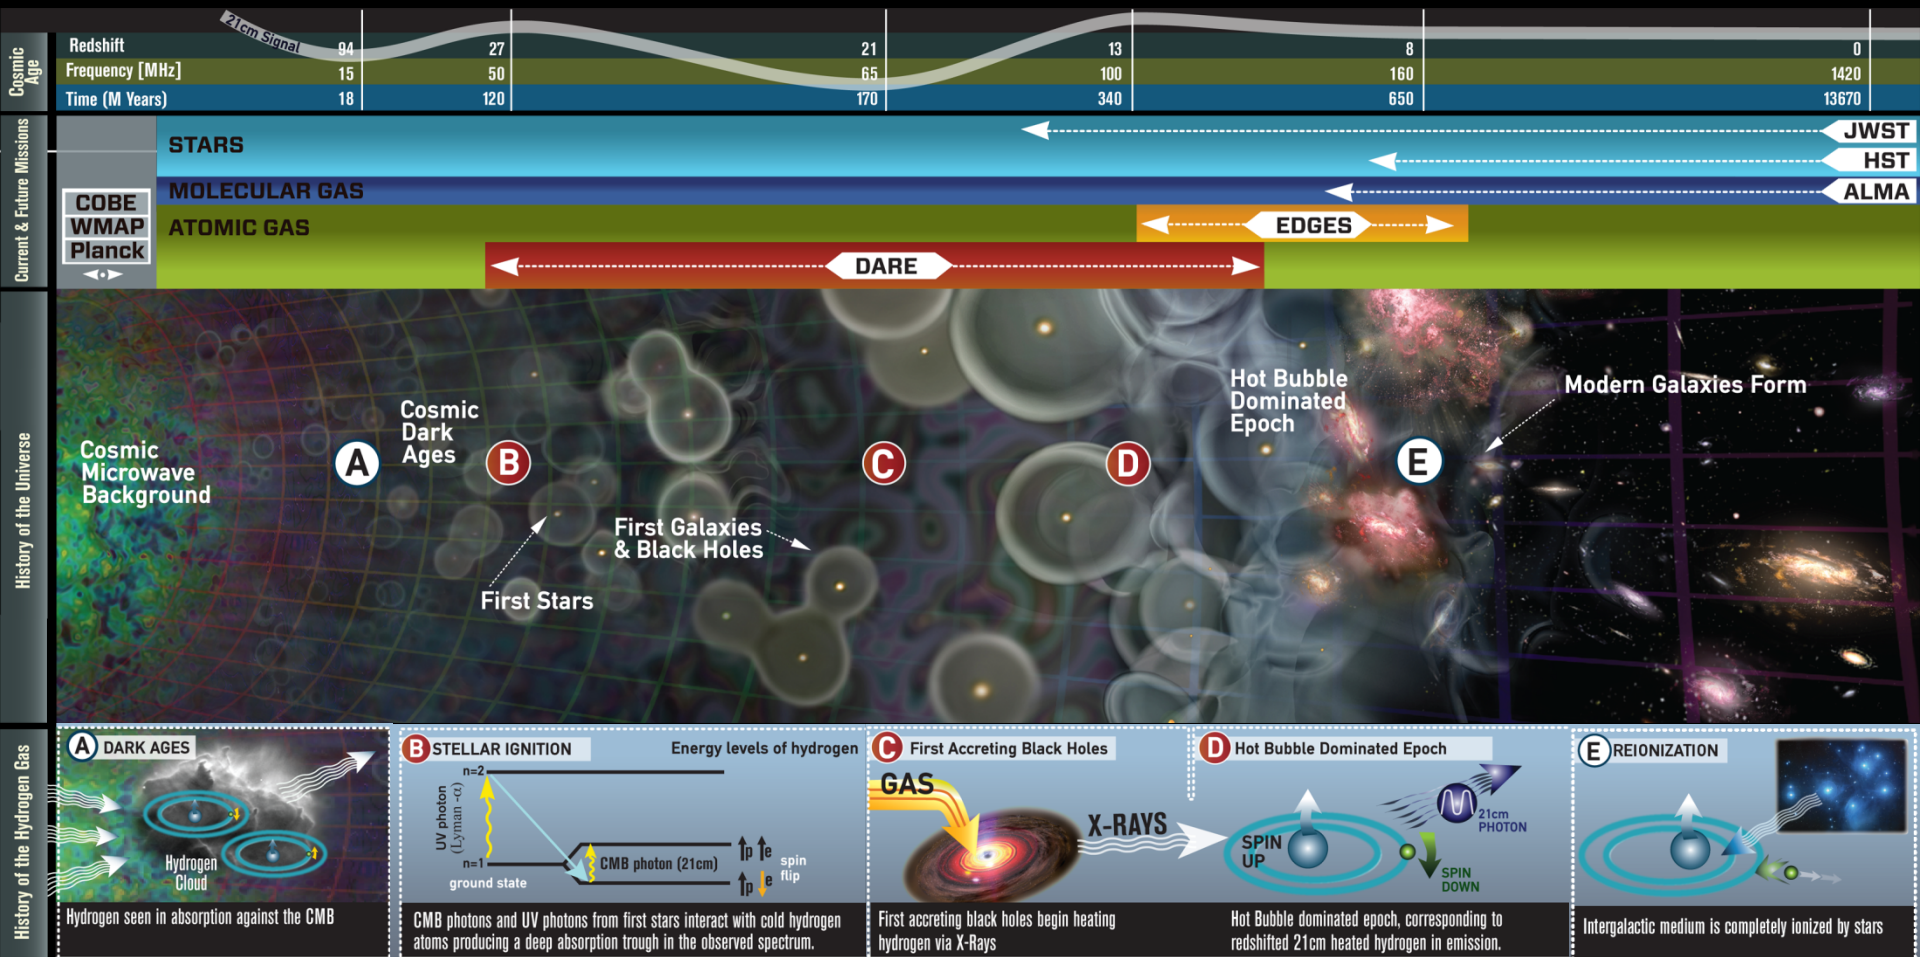 21cm Signal
Cosmic
Age
Redshift 94 27 21 13 8 0
Frequency [MHz] 15 50 65 100 160 1420
Time (M Years) 18 120 170 340 650 13670
Current & Future Missions
STARS
JWST
HST
MOLECULAR GAS
ALMA
COBE
WMAP
Planck
ATOMIC GAS
EDGES
DARE
History of the Universe
Cosmic
Microwave
Background
A
Cosmic
Dark
Ages
B
First Stars
First Galaxies
& Black Holes
C
D
Hot Bubble
Dominated
Epoch
E
Modern Galaxies Form
History of the Hydrogen Gas
A DARK AGES
Hydrogen
Cloud
Hydrogen seen in absorption against the CMB
B STELLAR IGNITION
Energy levels of hydrogen
n=2
UV photon
(Lyman -α)
n=1
ground state
CMB photon (21cm)
p e
p e
spin
flip
CMB photons and UV photons from first stars interact with cold hydrogen
atoms producing a deep absorption trough in the observed spectrum.
C First Accreting Black Holes
GAS
X-RAYS
First accreting black holes begin heating
hydrogen via X-Rays
D Hot Bubble Dominated Epoch
SPIN
UP
21cm
PHOTON
SPIN
DOWN
Hot Bubble dominated epoch, corresponding to
redshifted 21cm heated hydrogen in emission.
E REIONIZATION
Intergalactic medium is completely ionized by stars